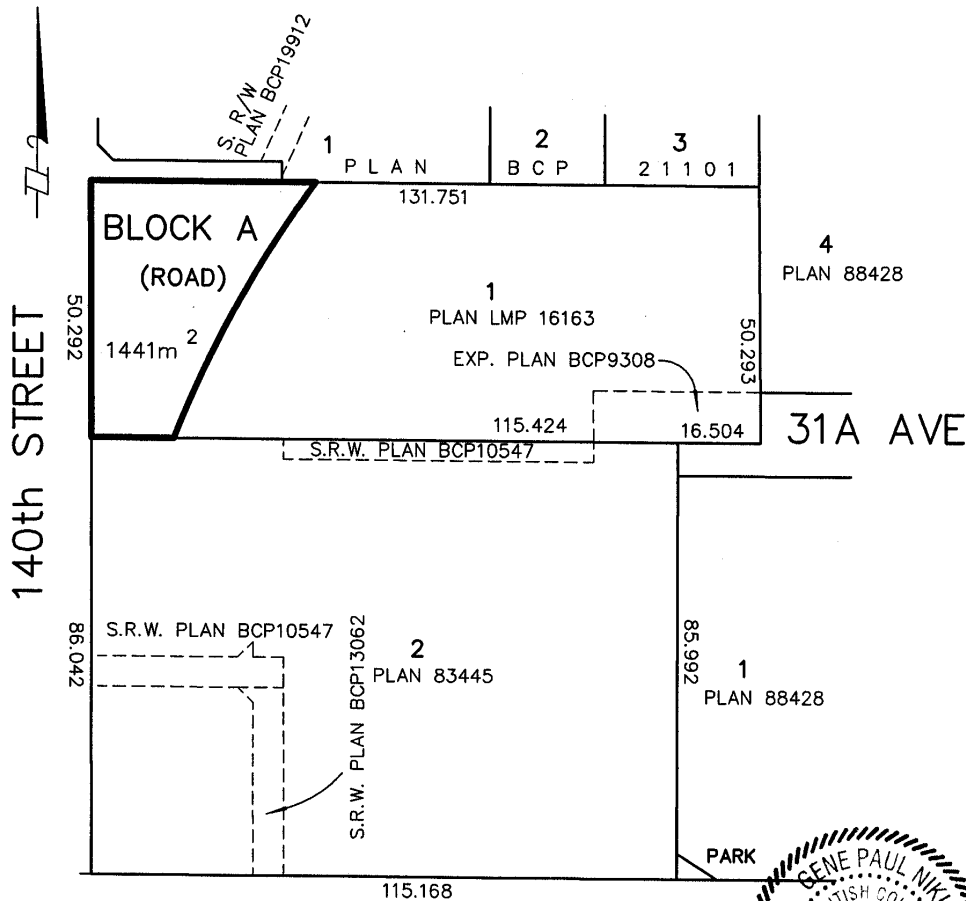 S. R/W
PLAN BCP19912
1
2
3
PLAN
BCP
21101
131.751
BLOCK A
(ROAD)
1441m 2
50.292
140th STREET
1
PLAN LMP 16163
EXP. PLAN BCP9308
4
PLAN 88428
50.293
115.424
16.504
31A AVE
S.R.W. PLAN BCP10547
86.042
S.R.W. PLAN BCP10547
S.R.W. PLAN BCP13062
2
PLAN 83445
85.992
1
PLAN 88428
PARK
115.168
GENE PAUL